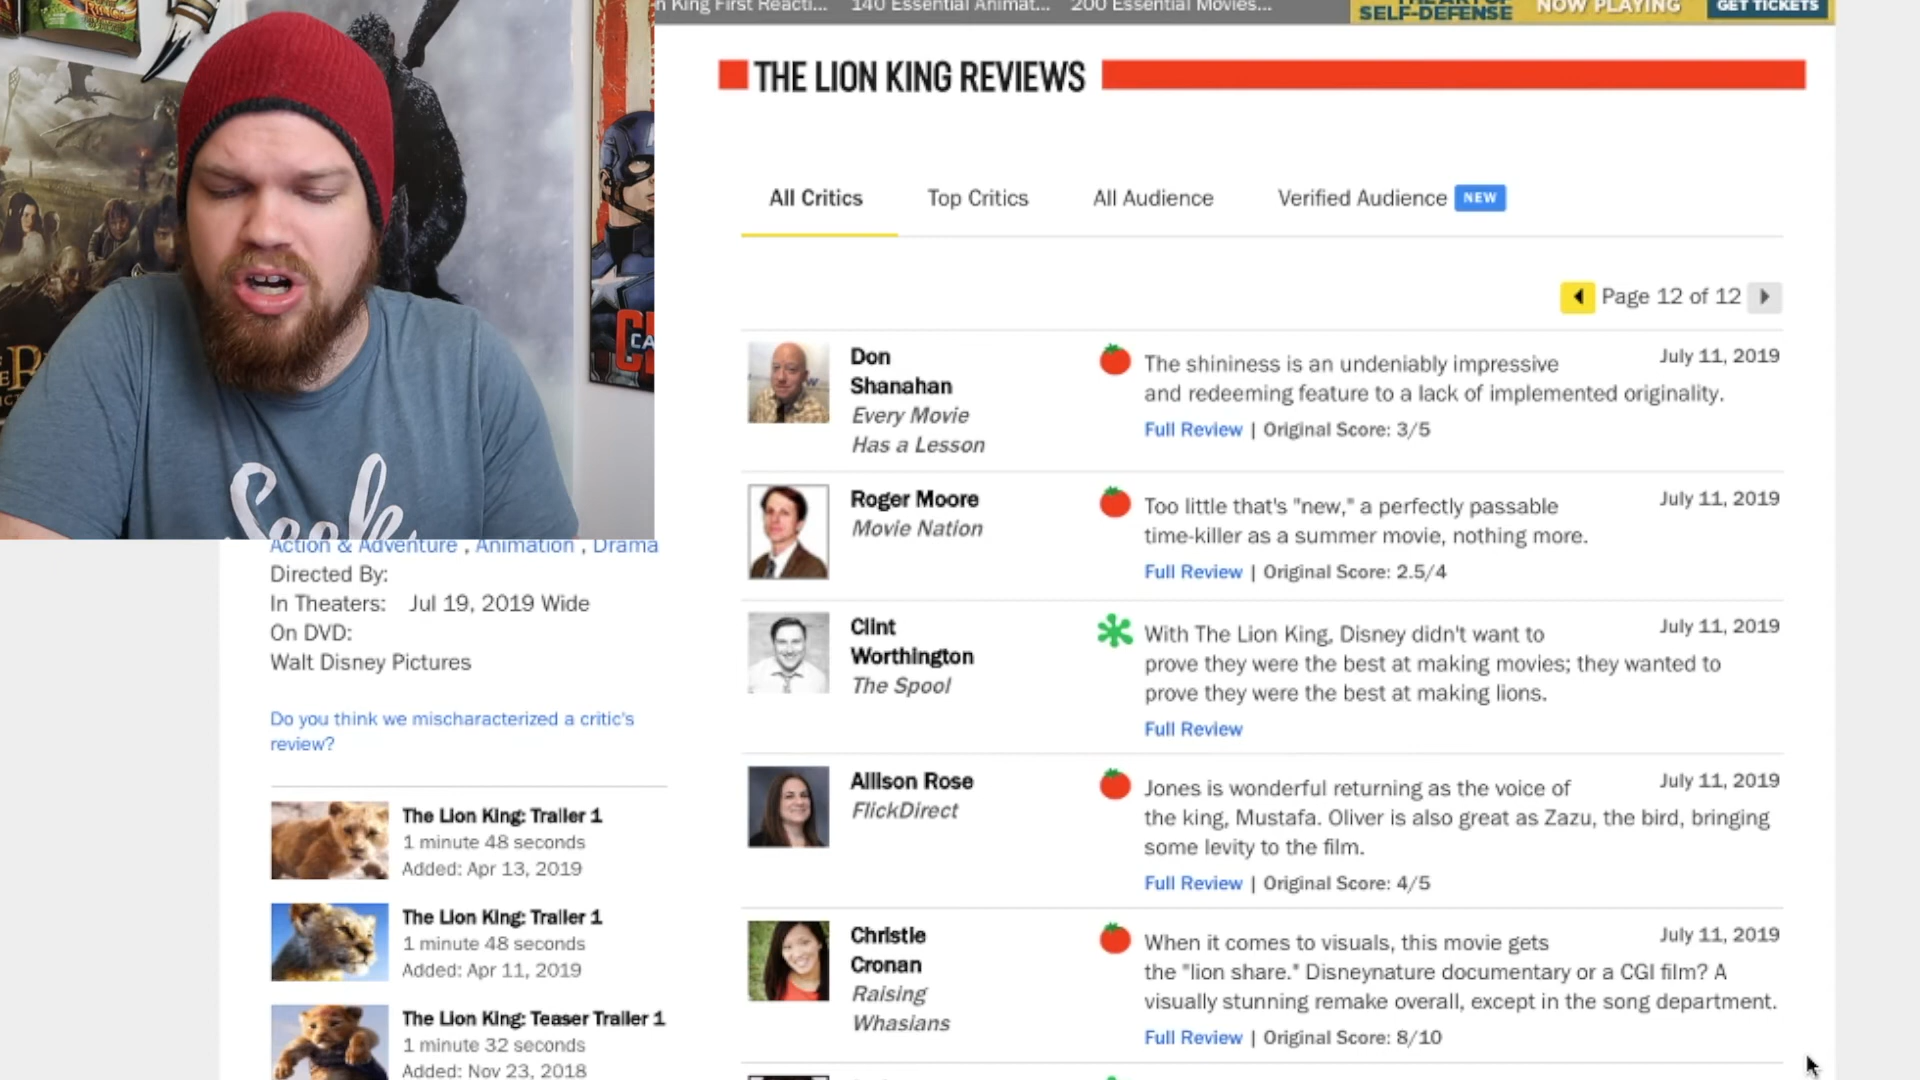 n King First Reacti...
140 Essential Animat...
200 Essential Movies...
SELF-DEFENSE
NOW PLAYING
GET TICKETS
THE LION KING REVIEWS
All Critics
Top Critics
All Audience
Verified Audience NEW
Page 12 of 12
Don
Shanahan
Every Movie
Has a Lesson
July 11, 2019
The shininess is an undeniably impressive
and redeeming feature to a lack of implemented originality.
Full Review | Original Score: 3/5
Roger Moore
Movie Nation
July 11, 2019
Too little that's "new," a perfectly passable
time-killer as a summer movie, nothing more.
Full Review | Original Score: 2.5/4
Clint
Worthington
The Spool
July 11, 2019
With The Lion King, Disney didn't want to
prove they were the best at making movies; they wanted to
prove they were the best at making lions.
Full Review
Allison Rose
FlickDirect
July 11, 2019
Jones is wonderful returning as the voice of
the king, Mustafa. Oliver is also great as Zazu, the bird, bringing
some levity to the film.
Full Review | Original Score: 4/5
Christie
Cronan
Raising
Whasians
July 11, 2019
When it comes to visuals, this movie gets
the "lion share." Disneynature documentary or a CGI film? A
visually stunning remake overall, except in the song department.
Full Review | Original Score: 8/10
Seek
Action & Adventure , Animation , Drama
Directed By:
In Theaters: Jul 19, 2019 Wide
On DVD:
Walt Disney Pictures
Do you think we mischaracterized a critic's
review?
The Lion King: Trailer 1
1 minute 48 seconds
Added: Apr 13, 2019
The Lion King: Trailer 1
1 minute 48 seconds
Added: Apr 11, 2019
The Lion King: Teaser Trailer 1
1 minute 32 seconds
Added: Nov 23, 2018